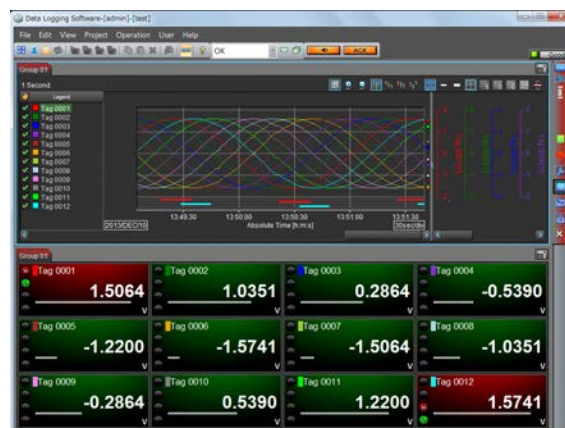 Data Logging Software-[admin]-[test]
File Edit View Project Operation User Help
OK ACK Good
Group 01
1 Second
Legend
Tag 0001
Tag 0002
Tag 0003
Tag 0004
Tag 0005
Tag 0006
Tag 0007
Tag 0008
Tag 0009
Tag 0010
Tag 0011
Tag 0012
13:49:30 13:50:00 13:50:30 13:51:00 13:51:30
2013/DEC/10 Absolute Time [h:m:s] 30sec/div
test
Group 01
Tag 0001 Tag 0002 Tag 0003 Tag 0004
1.5064 1.0351 0.2864 -0.5390
V V V V
Tag 0005 Tag 0006 Tag 0007 Tag 0008
-1.2200 -1.5741 -1.5064 -1.0351
V V V V
Tag 0009 Tag 0010 Tag 0011 Tag 0012
-0.2864 0.5390 1.2200 1.5741
V V V V